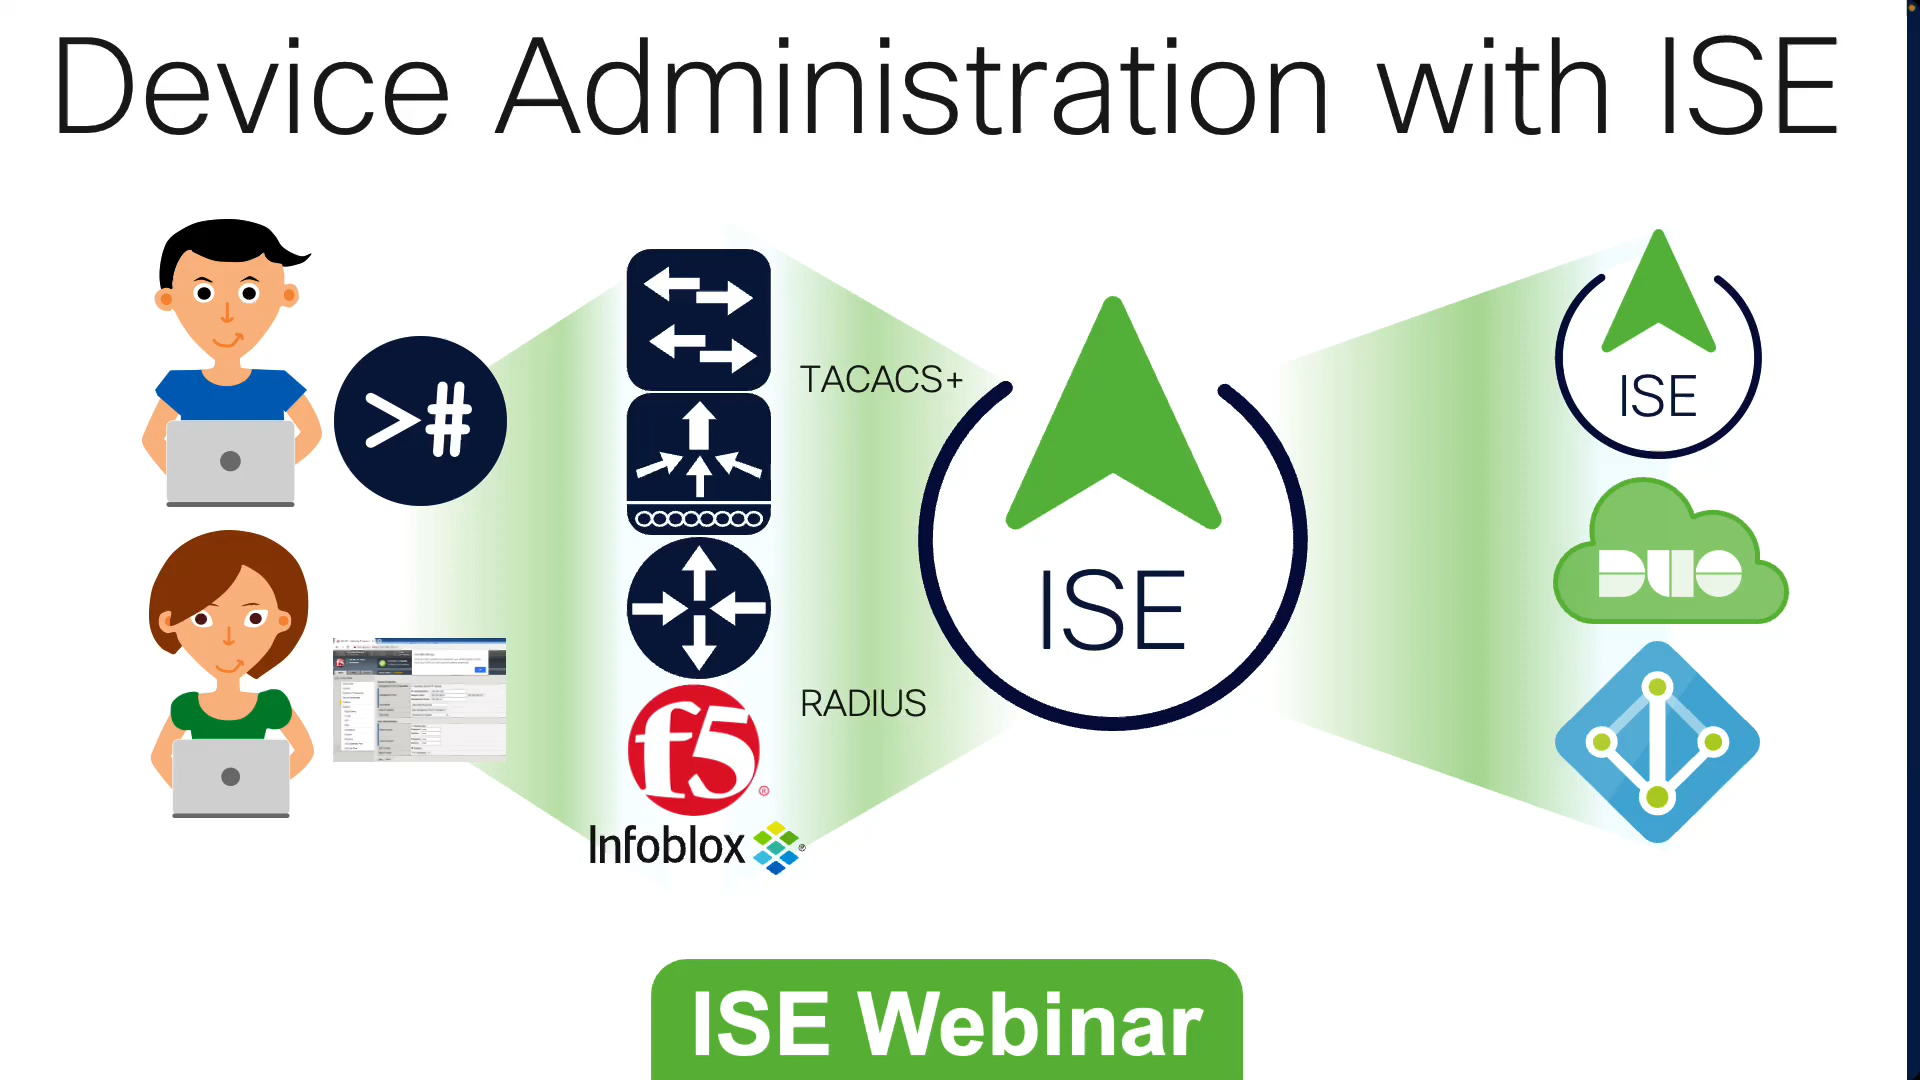 Device Administration with ISE
>#
TACACS+
ISE
ISE
DUO
RADIUS
f5
®
Infoblox
®
ISE Webinar